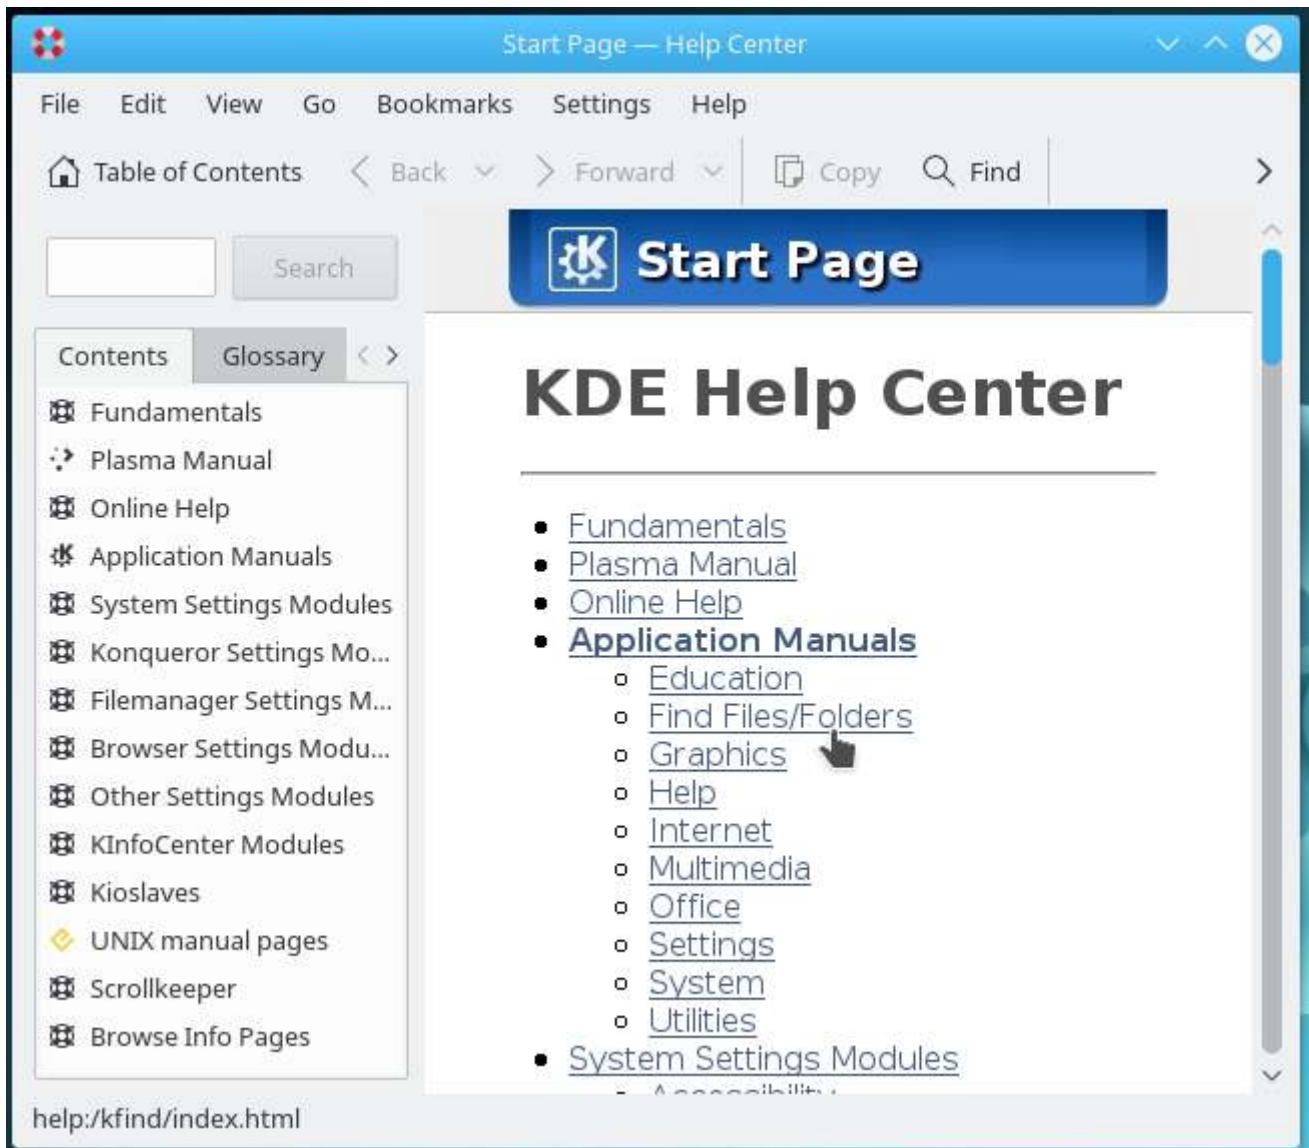 Start Page — Help Center
File Edit View Go Bookmarks Settings Help
Table of Contents Back Forward Copy Find
Search
Contents Glossary
Fundamentals
Plasma Manual
Online Help
Application Manuals
System Settings Modules
Konqueror Settings Mo...
Filemanager Settings M...
Browser Settings Modu...
Other Settings Modules
KInfoCenter Modules
Kioslaves
UNIX manual pages
Scrollkeeper
Browse Info Pages
Start Page
KDE Help Center
Fundamentals
Plasma Manual
Online Help
Application Manuals
Education
Find Files/Folders
Graphics
Help
Internet
Multimedia
Office
Settings
System
Utilities
System Settings Modules
Accessibility
help:/kfind/index.html